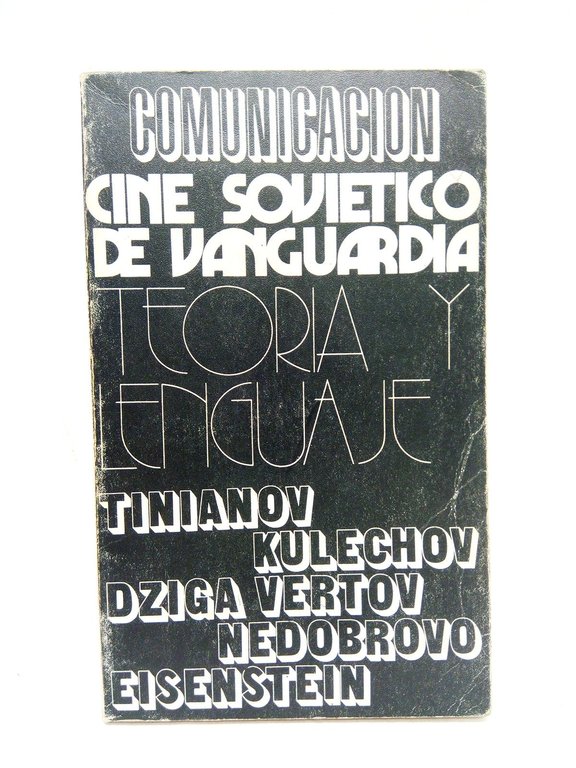 COMUNICACION
CINE SOVIETICO
DE VANGUARDIA
TEORIA Y
LENGUAJE
TINIANOV
KULECHOV
DZIGA VERTOV
NEDOBROVO
EISENSTEIN